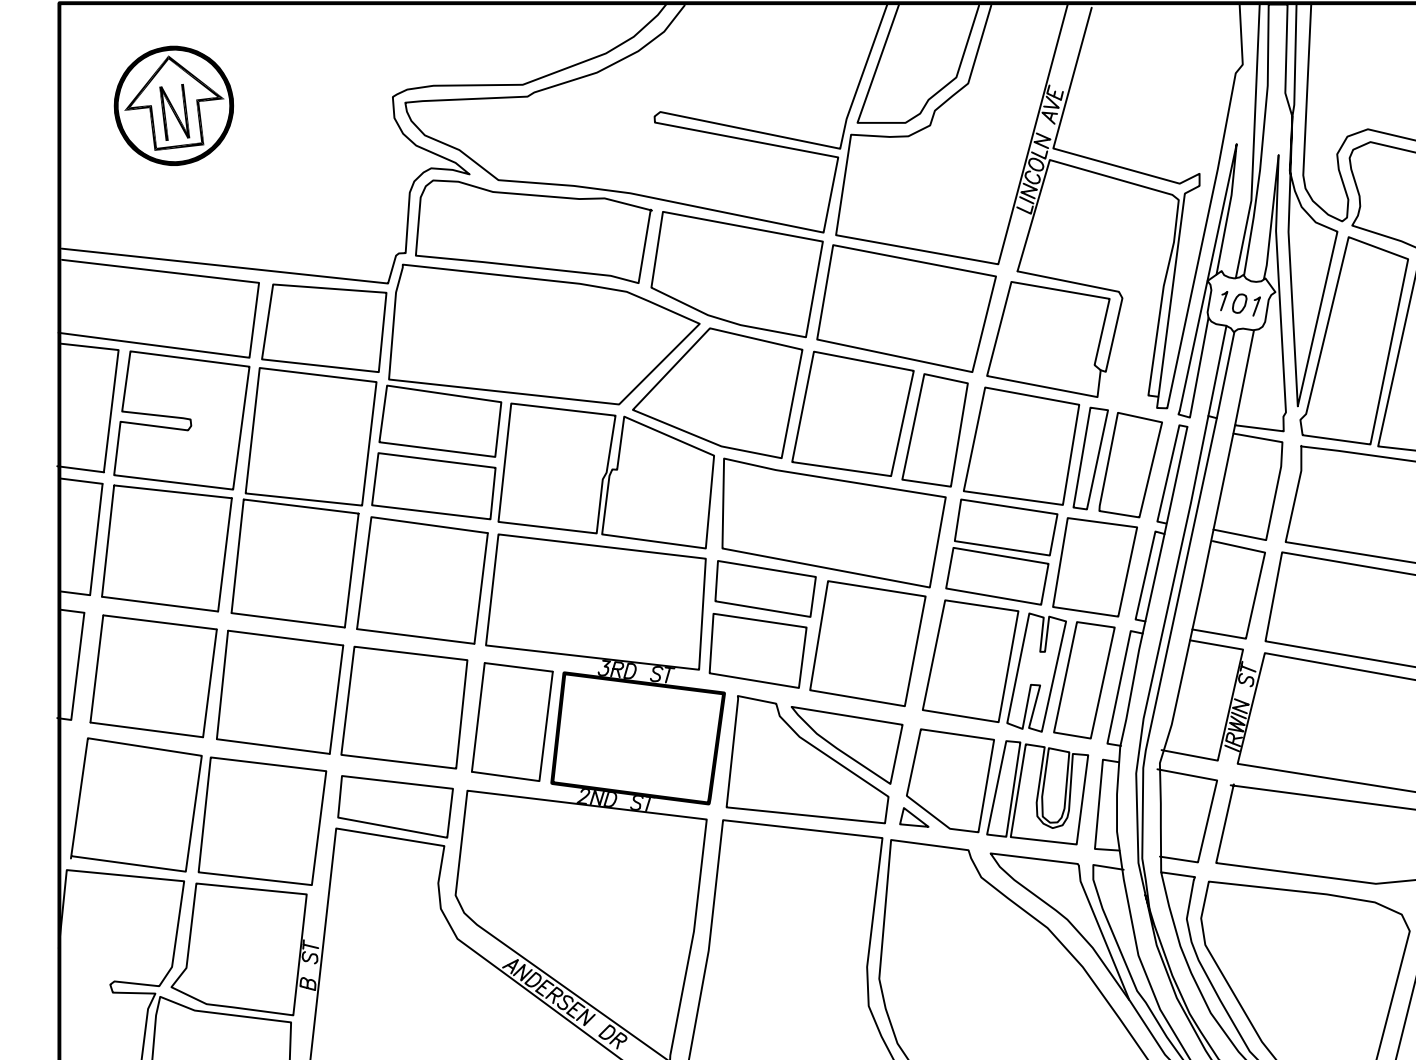 N
LINCOLN AVE
101
3RD ST
IRWIN ST
2ND ST
B ST
ANDERSEN DR